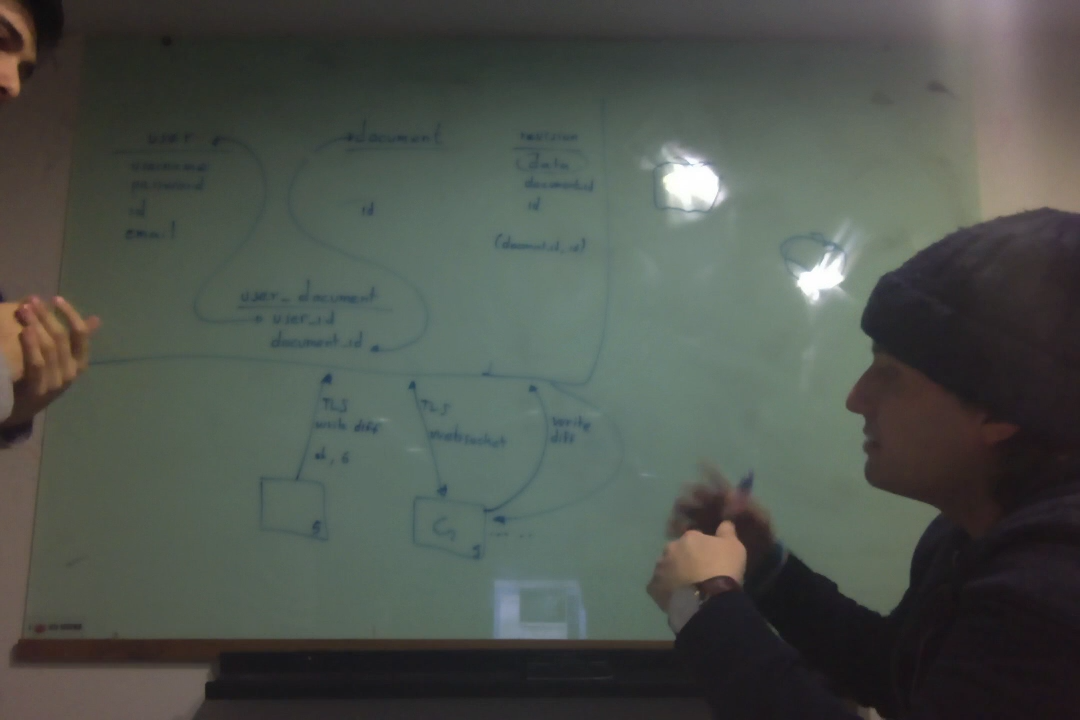 user
username
password
id
email
document
id
revision
data
document_id
id
(document_id, id)
user_document
user_id
document_id
TLS
write diff
id, 6
TLS
websocket
write
diff
6
C1
5